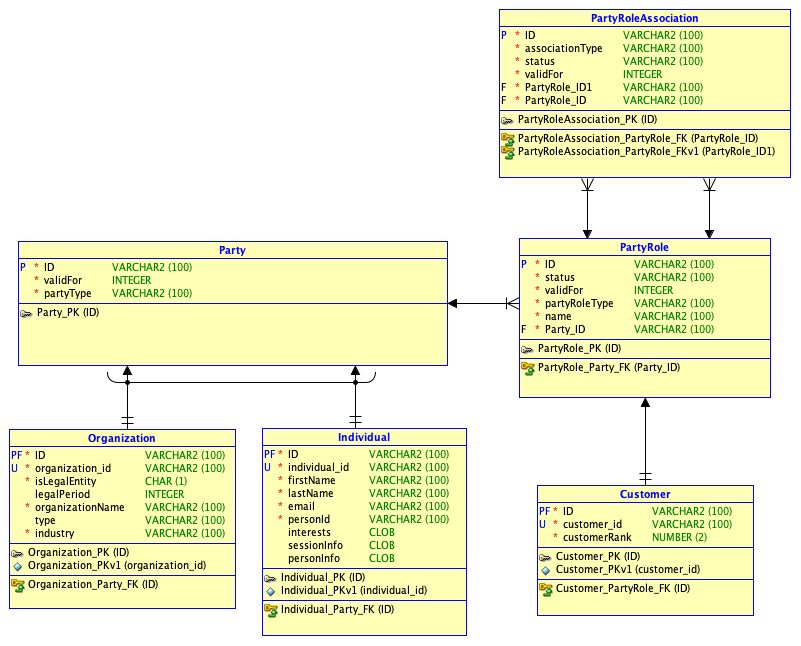 PartyRoleAssociation
P * ID VARCHAR2 (100)
* associationType VARCHAR2 (100)
* status VARCHAR2 (100)
* validFor INTEGER
F * PartyRole_ID1 VARCHAR2 (100)
F * PartyRole_ID VARCHAR2 (100)
PartyRoleAssociation_PK (ID)
PartyRoleAssociation_PartyRole_FK (PartyRole_ID)
PartyRoleAssociation_PartyRole_FKv1 (PartyRole_ID1)
Party
P * ID VARCHAR2 (100)
* validFor INTEGER
* partyType VARCHAR2 (100)
Party_PK (ID)
PartyRole
P * ID VARCHAR2 (100)
* status VARCHAR2 (100)
* validFor INTEGER
* partyRoleType VARCHAR2 (100)
* name VARCHAR2 (100)
F * Party_ID VARCHAR2 (100)
PartyRole_PK (ID)
PartyRole_Party_FK (Party_ID)
Organization
PF * ID VARCHAR2 (100)
U * organization_id VARCHAR2 (100)
* isLegalEntity CHAR (1)
legalPeriod INTEGER
* organizationName VARCHAR2 (100)
type VARCHAR2 (100)
* industry VARCHAR2 (100)
Organization_PK (ID)
Organization_PKv1 (organization_id)
Organization_Party_FK (ID)
Individual
PF * ID VARCHAR2 (100)
U * individual_id VARCHAR2 (100)
* firstName VARCHAR2 (100)
* lastName VARCHAR2 (100)
* email VARCHAR2 (100)
* personId VARCHAR2 (100)
interests CLOB
sessionInfo CLOB
personInfo CLOB
Individual_PK (ID)
Individual_PKv1 (individual_id)
Individual_Party_FK (ID)
Customer
PF * ID VARCHAR2 (100)
U * customer_id VARCHAR2 (100)
* customerRank NUMBER (2)
Customer_PK (ID)
Customer_PKv1 (customer_id)
Customer_PartyRole_FK (ID)